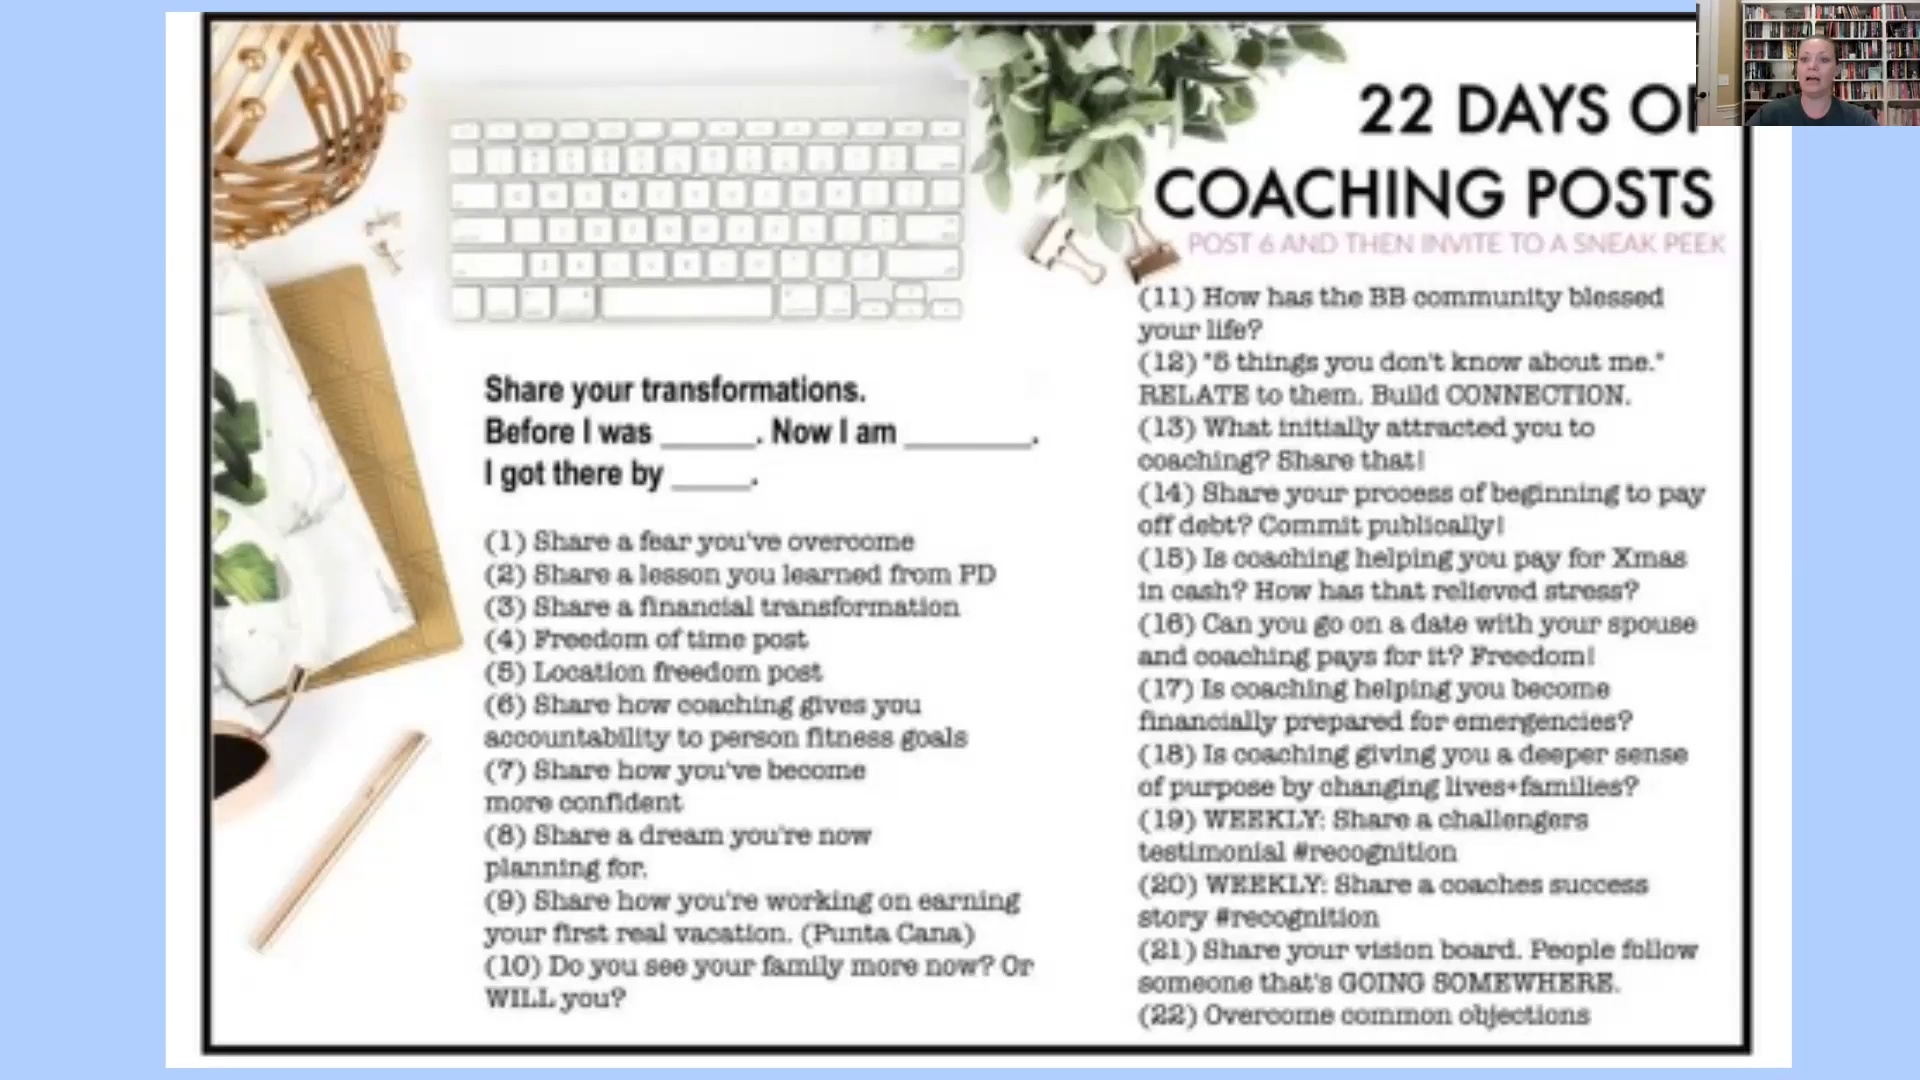 22 DAYS OF
COACHING POSTS
POST 6 AND THEN INVITE TO A SNEAK PEEK
Share your transformations.
Before I was ______. Now I am ________.
I got there by _____.
(1) Share a fear you've overcome
(2) Share a lesson you learned from PD
(3) Share a financial transformation
(4) Freedom of time post
(5) Location freedom post
(6) Share how coaching gives you
accountability to person fitness goals
(7) Share how you've become
more confident
(8) Share a dream you're now
planning for.
(9) Share how you're working on earning
your first real vacation. (Punta Cana)
(10) Do you see your family more now? Or
WILL you?
(11) How has the BB community blessed
your life?
(12) "5 things you don't know about me."
RELATE to them. Build CONNECTION.
(13) What initially attracted you to
coaching? Share that!
(14) Share your process of beginning to pay
off debt? Commit publically!
(15) Is coaching helping you pay for Xmas
in cash? How has that relieved stress?
(16) Can you go on a date with your spouse
and coaching pays for it? Freedom!
(17) Is coaching helping you become
financially prepared for emergencies?
(18) Is coaching giving you a deeper sense
of purpose by changing lives+families?
(19) WEEKLY: Share a challengers
testimonial #recognition
(20) WEEKLY: Share a coaches success
story #recognition
(21) Share your vision board. People follow
someone that's GOING SOMEWHERE.
(22) Overcome common objections